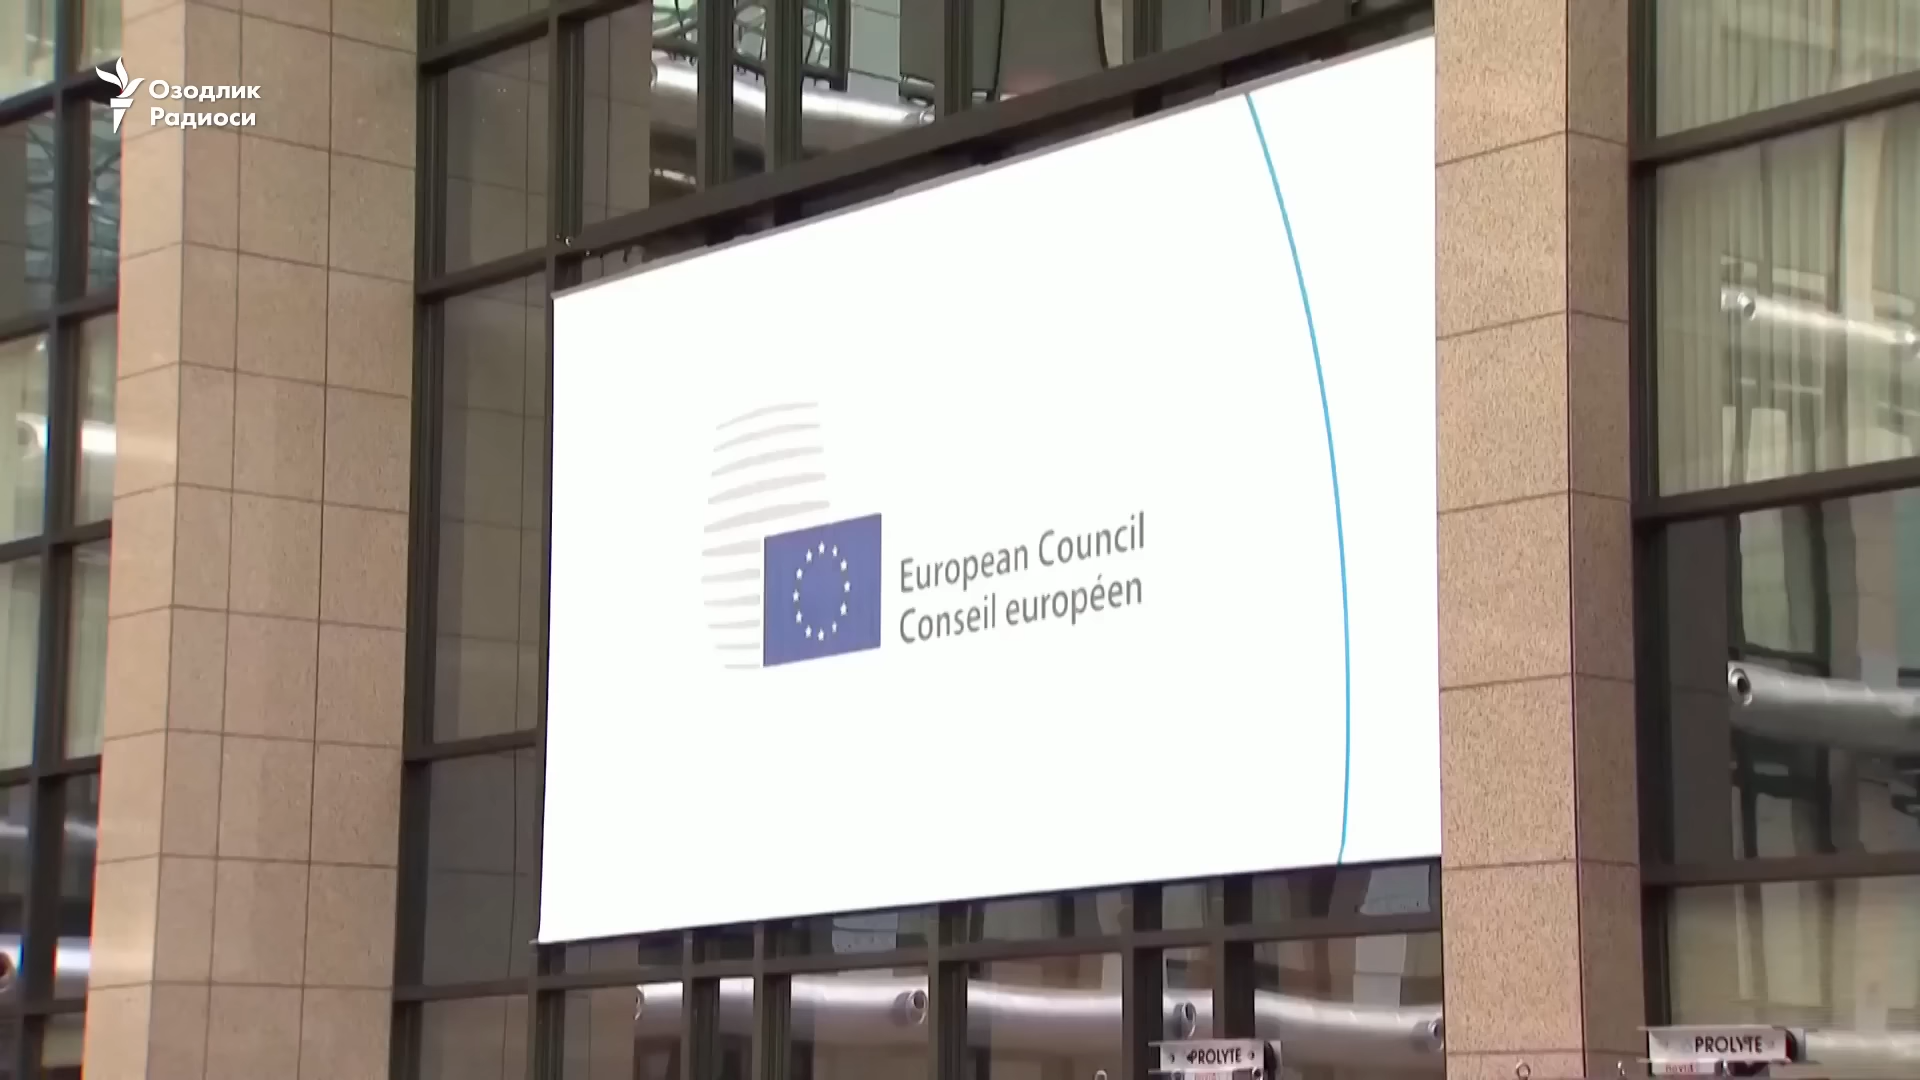 Озодлик
Радиоси
European Council
Conseil européen
PROLYTE
PROLYTE